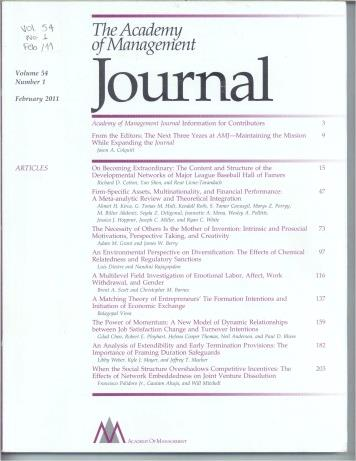 Vol. 54
No. 1
Feb /11
The Academy
of Management
Journal
Volume 54
Number 1
February 2011
Academy of Management Journal Information for Contributors 3
From the Editors: The Next Three Years at AMJ—Maintaining the Mission 9
While Expanding the Journal
Jason A. Colquitt
ARTICLES
On Becoming Extraordinary: The Content and Structure of the 15
Developmental Networks of Major League Baseball Hall of Famers
Richard D. Cotton, Yan Shen, and Reut Livne-Tarandach
Firm-Specific Assets, Multinationality, and Financial Performance: 47
A Meta-analytic Review and Theoretical Integration
Ahmet H. Kirca, G. Tomas M. Hult, Kendall Roth, S. Tamer Cavusgil, Morys Z. Perryy,
M. Billur Akdeniz, Seyda Z. Deligonul, Jeannette A. Mena, Wesley A. Pollitte,
Jessica J. Hoppner, Joseph C. Miller, and Ryan C. White
The Necessity of Others Is the Mother of Invention: Intrinsic and Prosocial 73
Motivations, Perspective Taking, and Creativity
Adam M. Grant and James W. Berry
An Environmental Perspective on Diversification: The Effects of Chemical 97
Relatedness and Regulatory Sanctions
Luis Diestre and Nandini Rajagopalan
A Multilevel Field Investigation of Emotional Labor, Affect, Work 116
Withdrawal, and Gender
Brent A. Scott and Christopher M. Barnes
A Matching Theory of Entrepreneurs' Tie Formation Intentions and 137
Initiation of Economic Exchange
Balagopal Vissa
The Power of Momentum: A New Model of Dynamic Relationships 159
between Job Satisfaction Change and Turnover Intentions
Gilad Chen, Robert E. Ployhart, Helena Cooper Thomas, Neil Anderson, and Paul D. Bliese
An Analysis of Extendibility and Early Termination Provisions: The 182
Importance of Framing Duration Safeguards
Libby Weber, Kyle J. Mayer, and Jeffrey T. Macher
When the Social Structure Overshadows Competitive Incentives: The 203
Effects of Network Embeddedness on Joint Venture Dissolution
Francisco Polidoro Jr., Gautam Ahuja, and Will Mitchell
ACADEMY OF MANAGEMENT